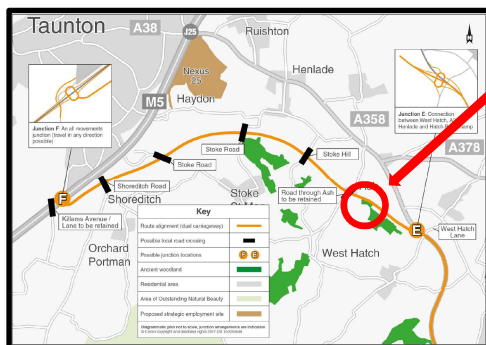 Taunton
A38
J25
Ruishton
Nexus
25
Henlade
Haydon
M5
A358
A378
Junction F: An all movements
junction (travel in any direction
possible)
Junction E: Connection
between West Hatch, A
Henlade and Hatch B
mp
Stoke Road
Stoke Road
Stoke Hill
Shoreditch Road
Shoreditch
Stoke
Road through Ash
to be retained
F
E
Killams Avenue /
Lane to be retained
West Hatch
Lane
Orchard
Portman
West Hatch
Key
Route alignment (dual carriageway)
Possible local road crossing
Possible junction locations
F E
Ancient woodland
Residential area
Area of Outstanding Natural Beauty
Proposed strategic employment site
Diagrammatic plan not to scale, junction arrangements are indicative